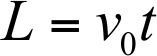 L = v₀t